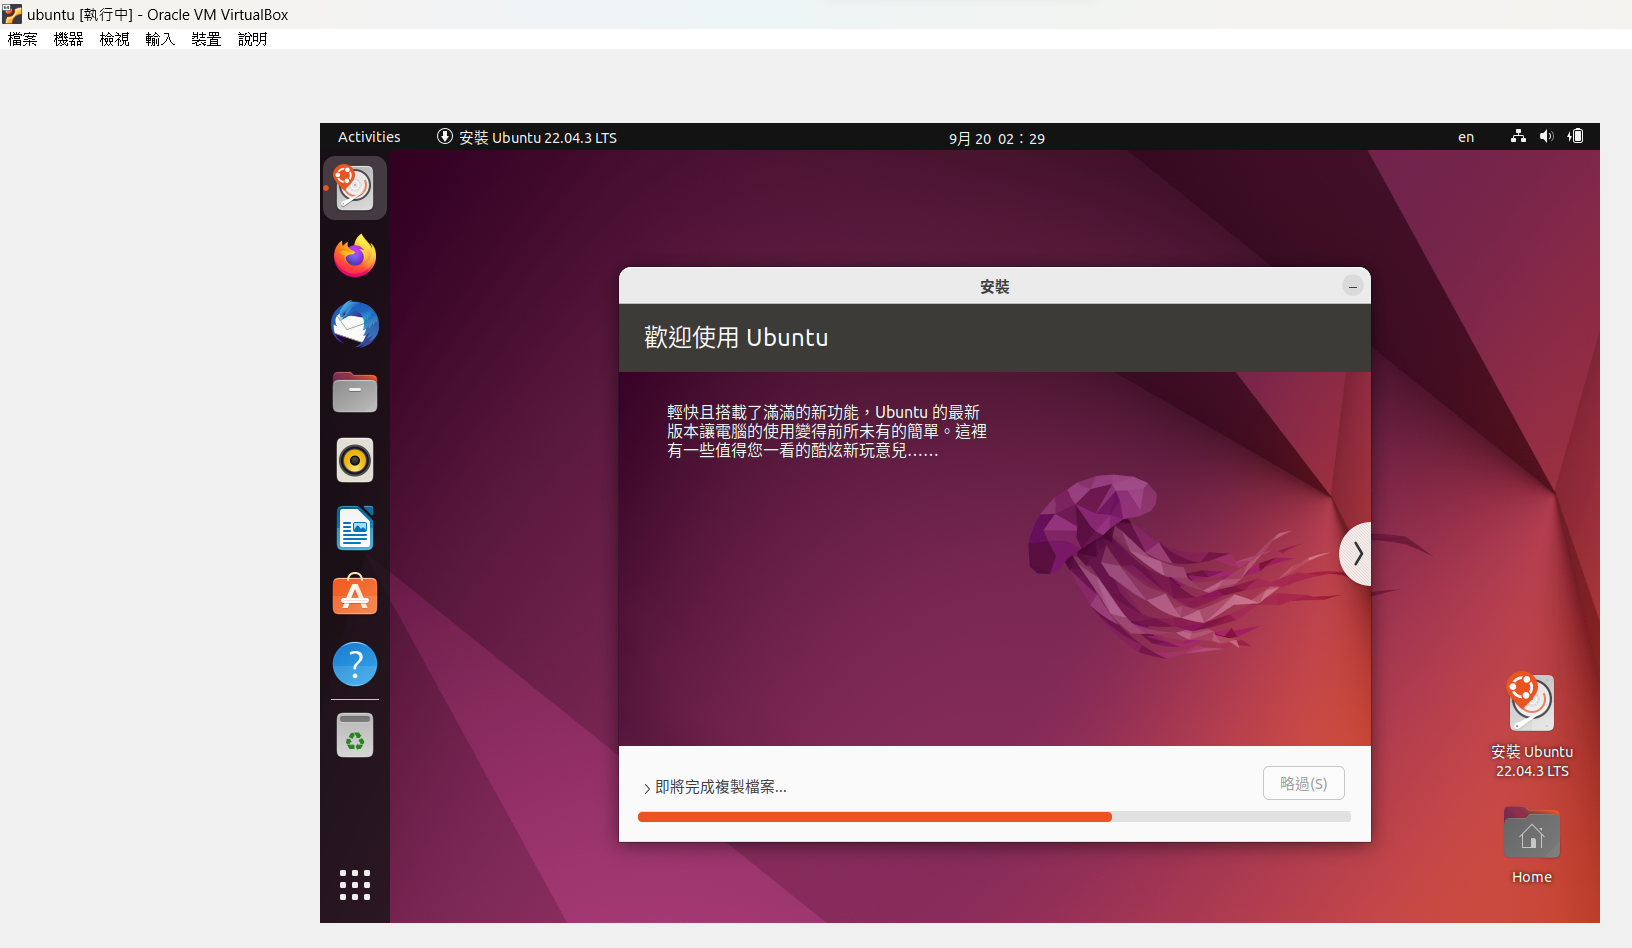 ubuntu [執行中] - Oracle VM VirtualBox
檔案 機器 檢視 輸入 裝置 說明
Activities 安裝 Ubuntu 22.04.3 LTS 9月 20 02：29 en
安裝
歡迎使用 Ubuntu
輕快且搭載了滿滿的新功能，Ubuntu 的最新
版本讓電腦的使用變得前所未有的簡單。這裡
有一些值得您一看的酷炫新玩意兒……
安裝 Ubuntu
22.04.3 LTS
即將完成複製檔案...
略過(S)
Home